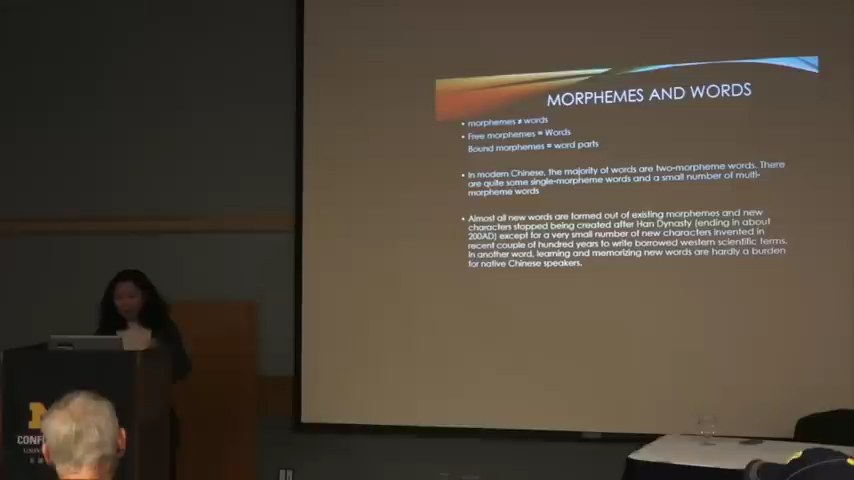 MORPHEMES AND WORDS
• morphemes ≠ words
• Free morphemes = Words
Bound morphemes = word parts
• In modern Chinese, the majority of words are two-morpheme words. There
are quite some single-morpheme words and a small number of multi-
morpheme words
• Almost all new words are formed out of existing morphemes and new
characters stopped being created after Han Dynasty (ending in about
200AD) except for a very small number of new characters invented in
recent couple of hundred years to write borrowed western scientific terms.
In another word, learning and memorizing new words are hardly a burden
for native Chinese speakers.
M
CONF